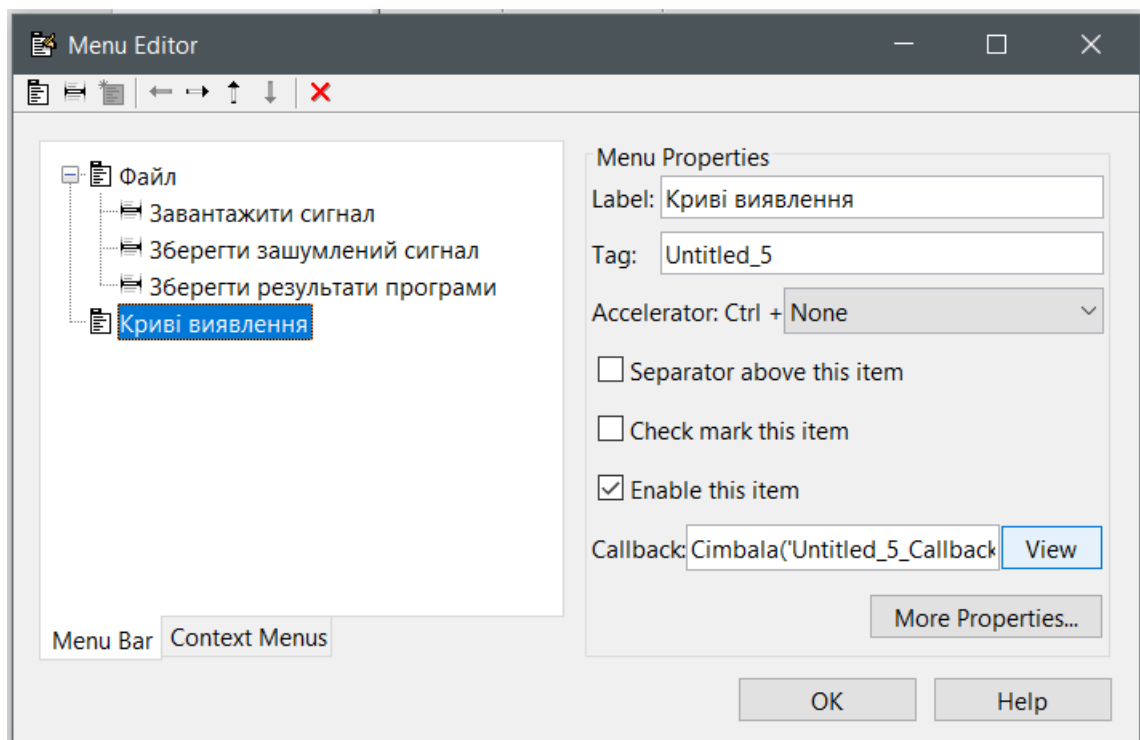 Menu Editor
Файл
Завантажити сигнал
Зберегти зашумлений сигнал
Зберегти результати програми
Криві виявлення
Menu Bar
Context Menus
Menu Properties
Label: Криві виявлення
Tag: Untitled_5
Accelerator: Ctrl + None
Separator above this item
Check mark this item
Enable this item
Callback: Cimbala('Untitled_5_Callback View
More Properties...
OK Help